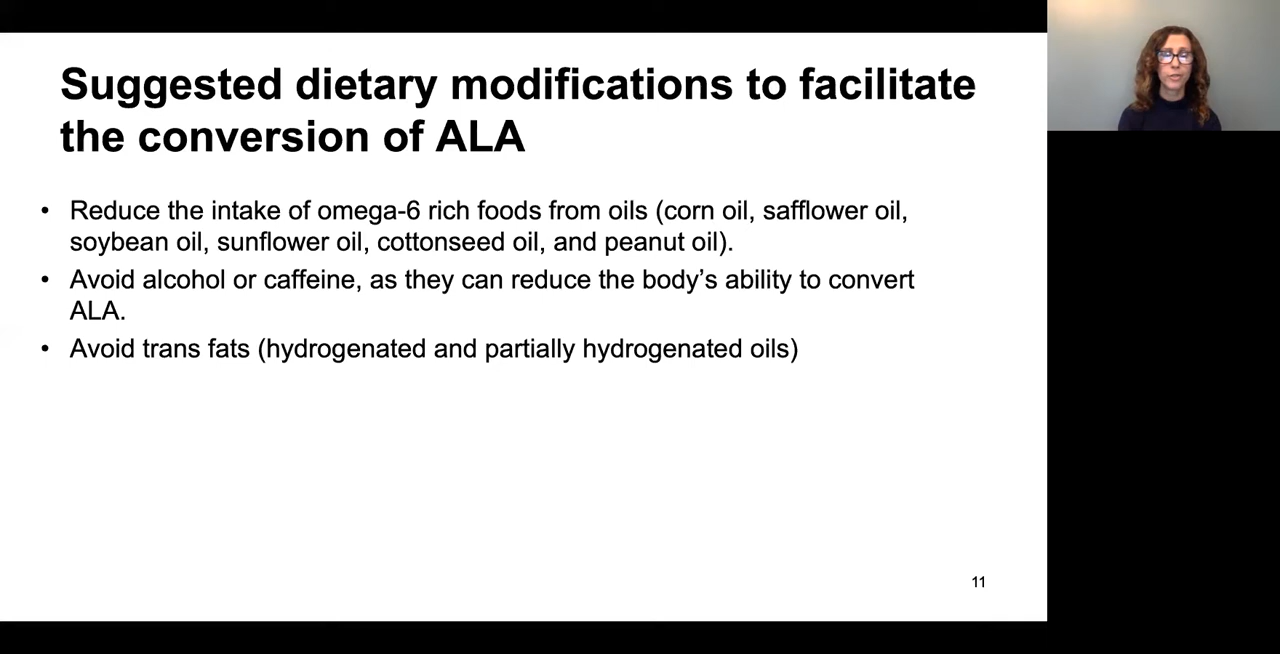 Suggested dietary modifications to facilitate
the conversion of ALA
• Reduce the intake of omega-6 rich foods from oils (corn oil, safflower oil,
soybean oil, sunflower oil, cottonseed oil, and peanut oil).
• Avoid alcohol or caffeine, as they can reduce the body’s ability to convert
ALA.
• Avoid trans fats (hydrogenated and partially hydrogenated oils)
11